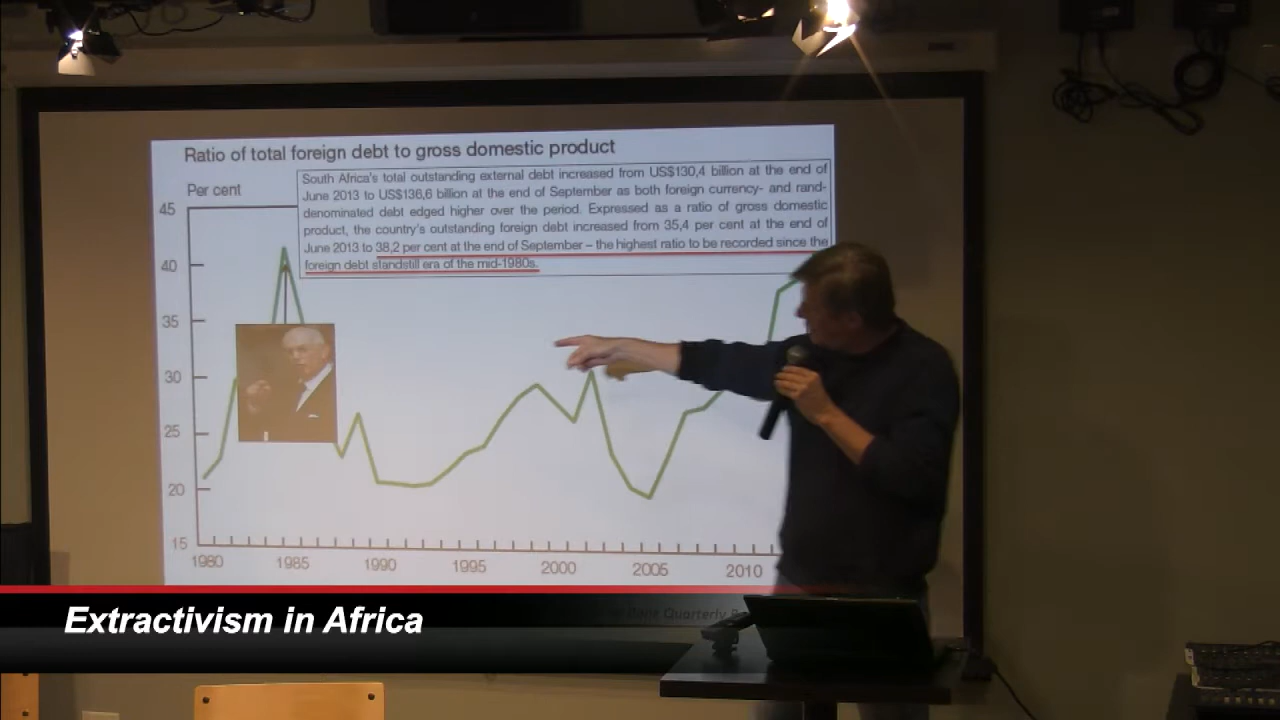 Ratio of total foreign debt to gross domestic product
South Africa's total outstanding external debt increased from US$130,4 billion at the end of
June 2013 to US$136,6 billion at the end of September as both foreign currency- and rand-
denominated debt edged higher over the period. Expressed as a ratio of gross domestic
product, the country's outstanding foreign debt increased from 35,4 per cent at the end of
June 2013 to 38,2 per cent at the end of September – the highest ratio to be recorded since the
foreign debt standstill era of the mid-1980s.
Per cent
45
40
35
30
25
20
15
1980 1985 1990 1995 2000 2005 2010
Quarterly
Extractivism in Africa